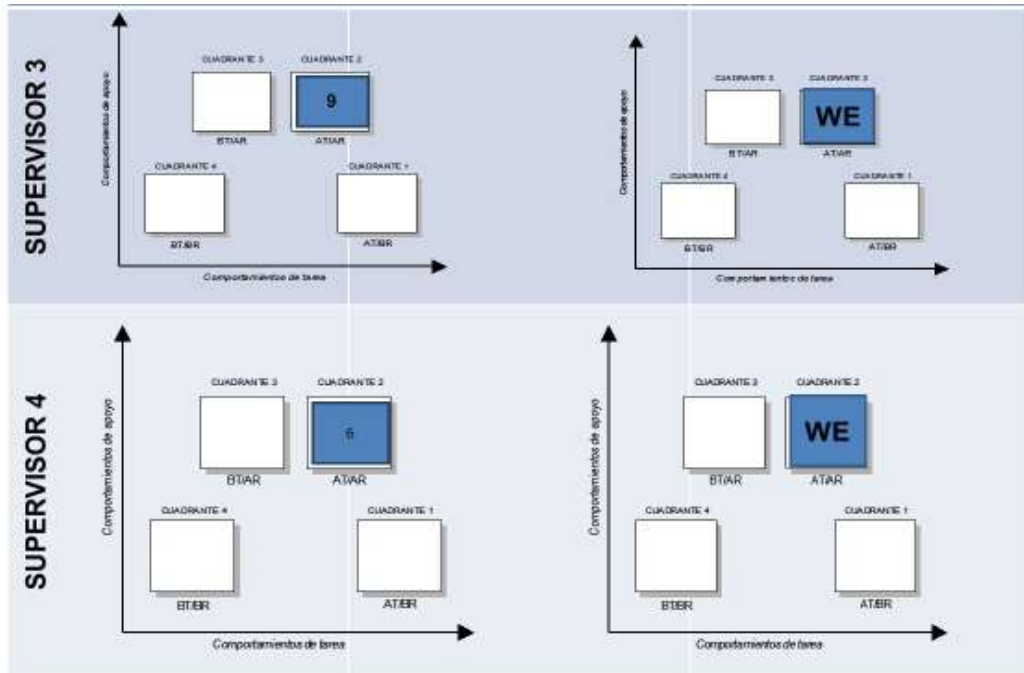 SUPERVISOR 3
CUADRANTE 3
CUADRANTE 2
9
BT/AR
AT/AR
CUADRANTE 4
CUADRANTE 1
BT/BR
AT/BR
Comportamientos de apoyo
Comportamientos de tarea
CUADRANTE 3
CUADRANTE 2
WE
BT/AR
AT/AR
CUADRANTE 4
CUADRANTE 1
BT/BR
AT/BR
Comportamientos de apoyo
Comportamientos de tarea
SUPERVISOR 4
CUADRANTE 3
CUADRANTE 2
6
BT/AR
AT/AR
CUADRANTE 4
CUADRANTE 1
BT/BR
AT/BR
Comportamientos de apoyo
Comportamientos de tarea
CUADRANTE 3
CUADRANTE 2
WE
BT/AR
AT/AR
CUADRANTE 4
CUADRANTE 1
BT/BR
AT/BR
Comportamientos de apoyo
Comportamientos de tarea